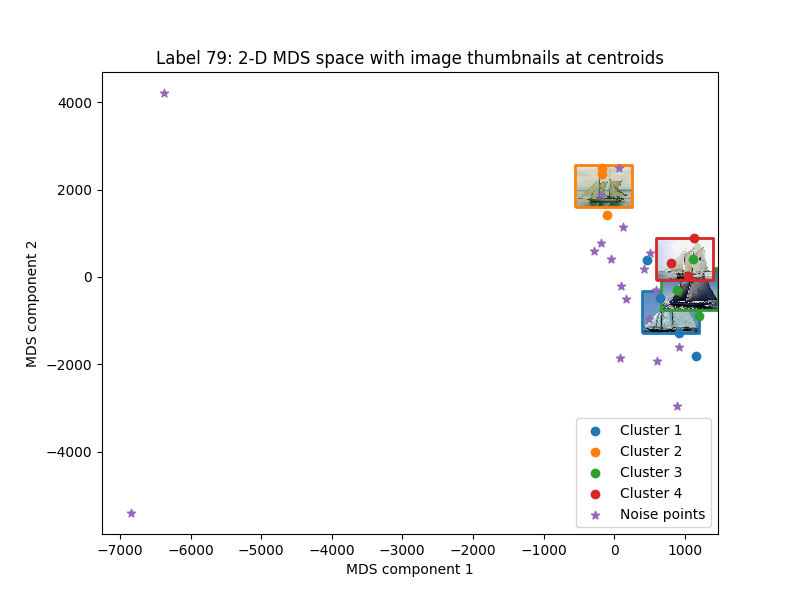 Label 79: 2-D MDS space with image thumbnails at centroids
4000
2000
0
−2000
−4000
MDS component 2
−7000 −6000 −5000 −4000 −3000 −2000 −1000 0 1000
MDS component 1
Cluster 1
Cluster 2
Cluster 3
Cluster 4
Noise points